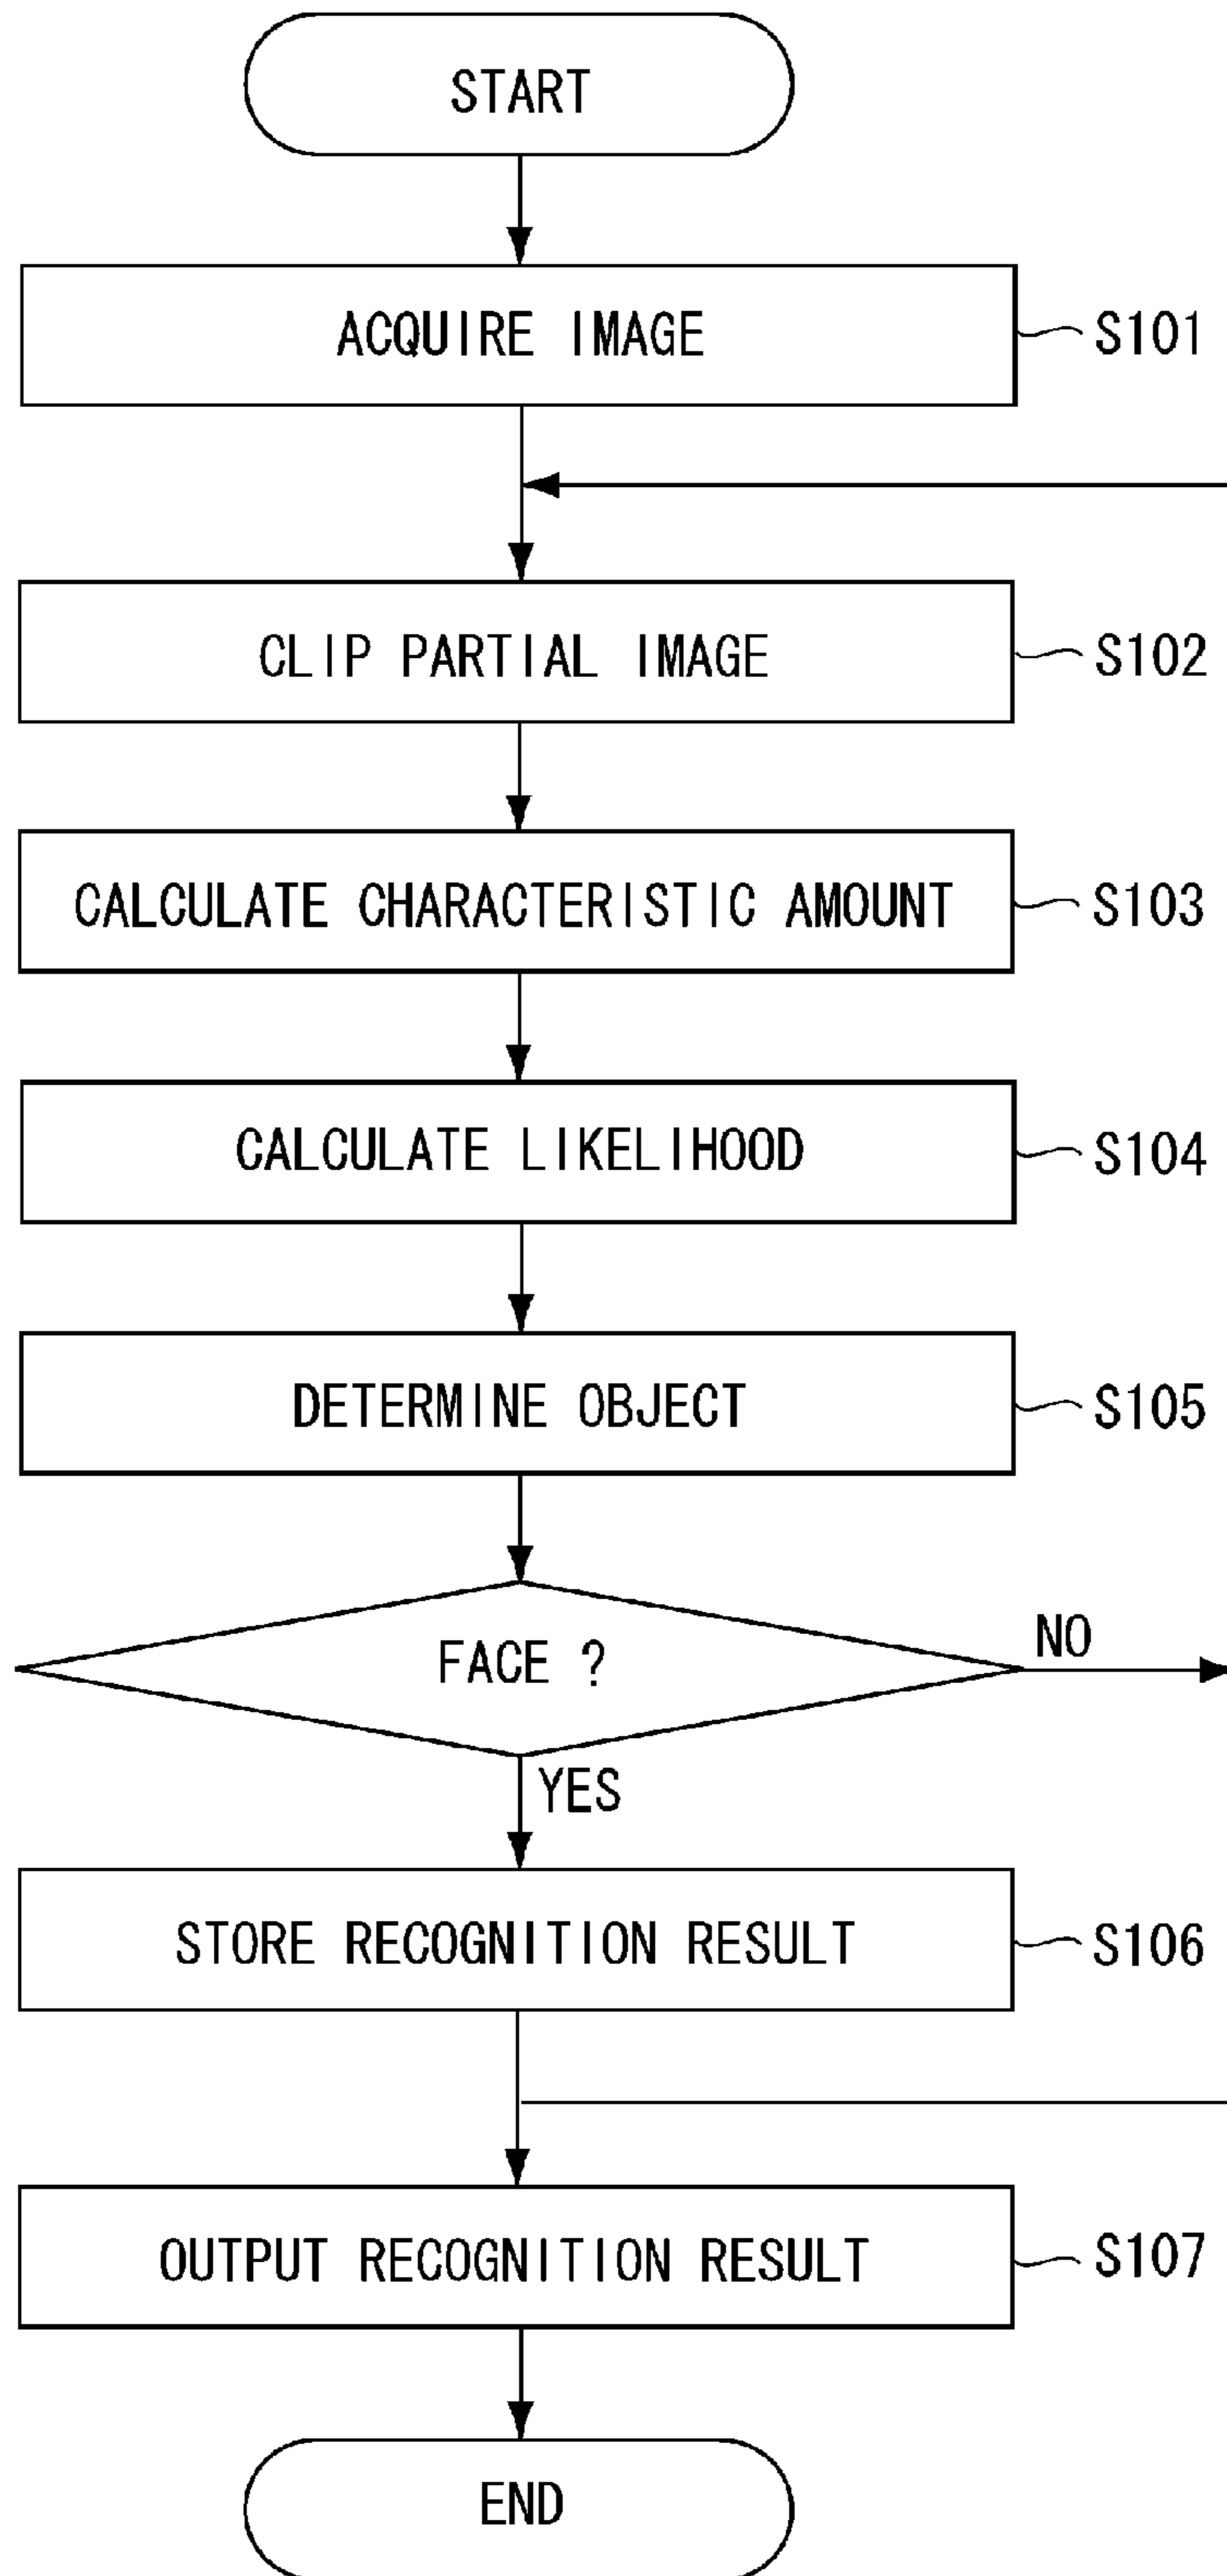 START
ACQUIRE IMAGE
S101
CLIP PARTIAL IMAGE
S102
CALCULATE CHARACTERISTIC AMOUNT
S103
CALCULATE LIKELIHOOD
S104
DETERMINE OBJECT
S105
FACE ?
NO
YES
STORE RECOGNITION RESULT
S106
OUTPUT RECOGNITION RESULT
S107
END